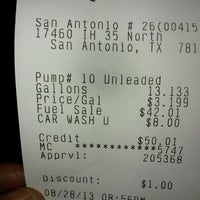 San Antonio # 26(00415
17460 IH 35 North
San Antonio, TX 781
Pump# 10 Unleaded
Gallons 13.133
Price/Gal $3.199
Fuel Sale $42.01
CAR WASH U $8.00
Credit $50.01
MC ************5747
Apprvl: 205368
Discount: $1.00
08/28/13 08:56PM